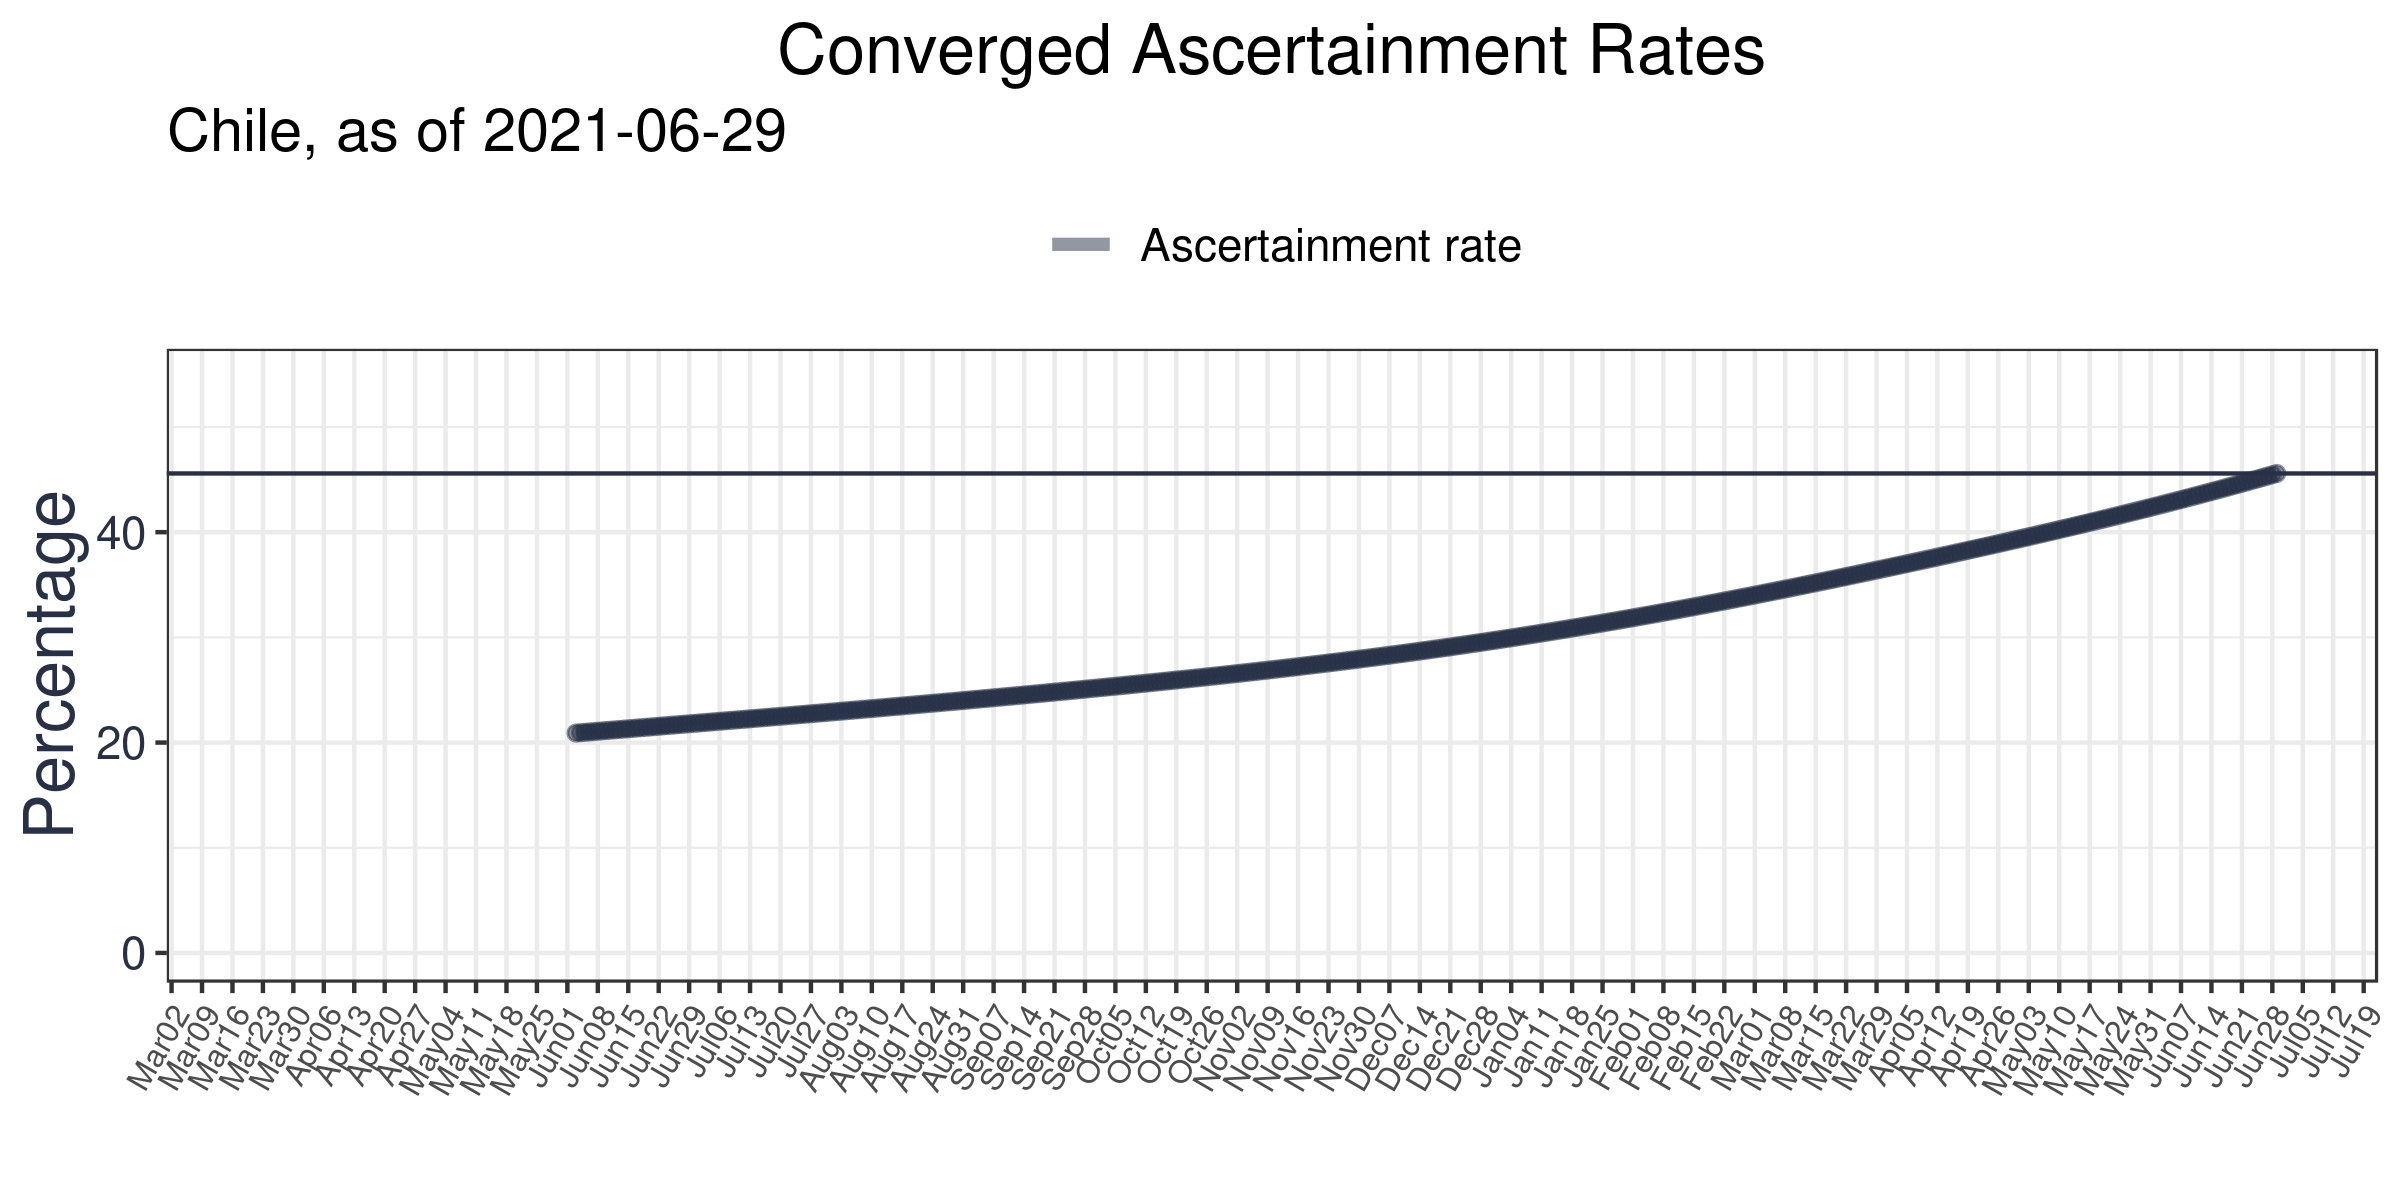 Converged Ascertainment Rates
Chile, as of 2021-06-29
Ascertainment rate
Percentage
40
20
0
Mar02
Mar09
Mar16
Mar23
Mar30
Apr06
Apr13
Apr20
Apr27
May04
May11
May18
May25
Jun01
Jun08
Jun15
Jun22
Jun29
Jul06
Jul13
Jul20
Jul27
Aug03
Aug10
Aug17
Aug24
Aug31
Sep07
Sep14
Sep21
Sep28
Oct05
Oct12
Oct19
Oct26
Nov02
Nov09
Nov16
Nov23
Nov30
Dec07
Dec14
Dec21
Dec28
Jan04
Jan11
Jan18
Jan25
Feb01
Feb08
Feb15
Feb22
Mar01
Mar08
Mar15
Mar22
Mar29
Apr05
Apr12
Apr19
Apr26
May03
May10
May17
May24
May31
Jun07
Jun14
Jun21
Jun28
Jul05
Jul12
Jul19